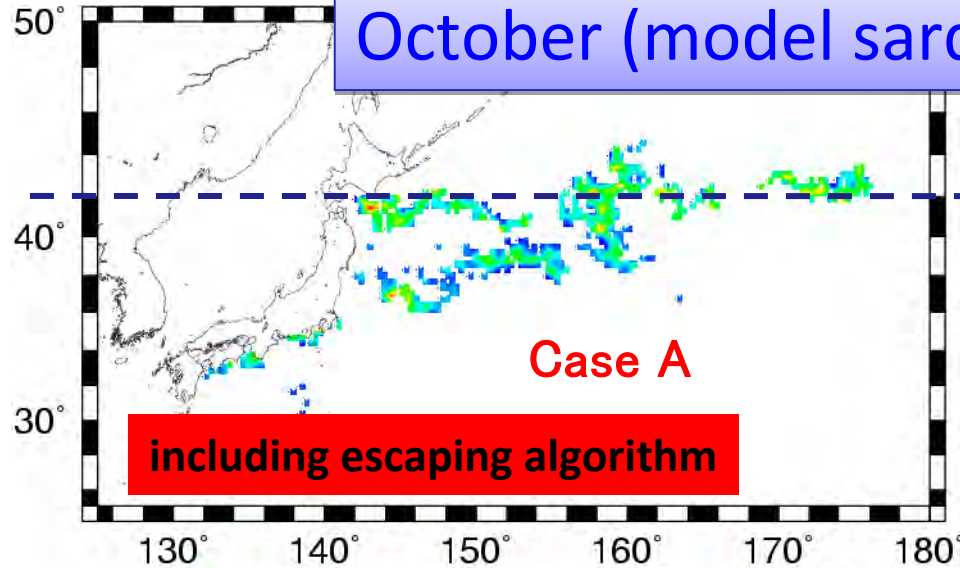 October (model sard
50°
40°
30°
Case A
including escaping algorithm
130° 140° 150° 160° 170° 180°